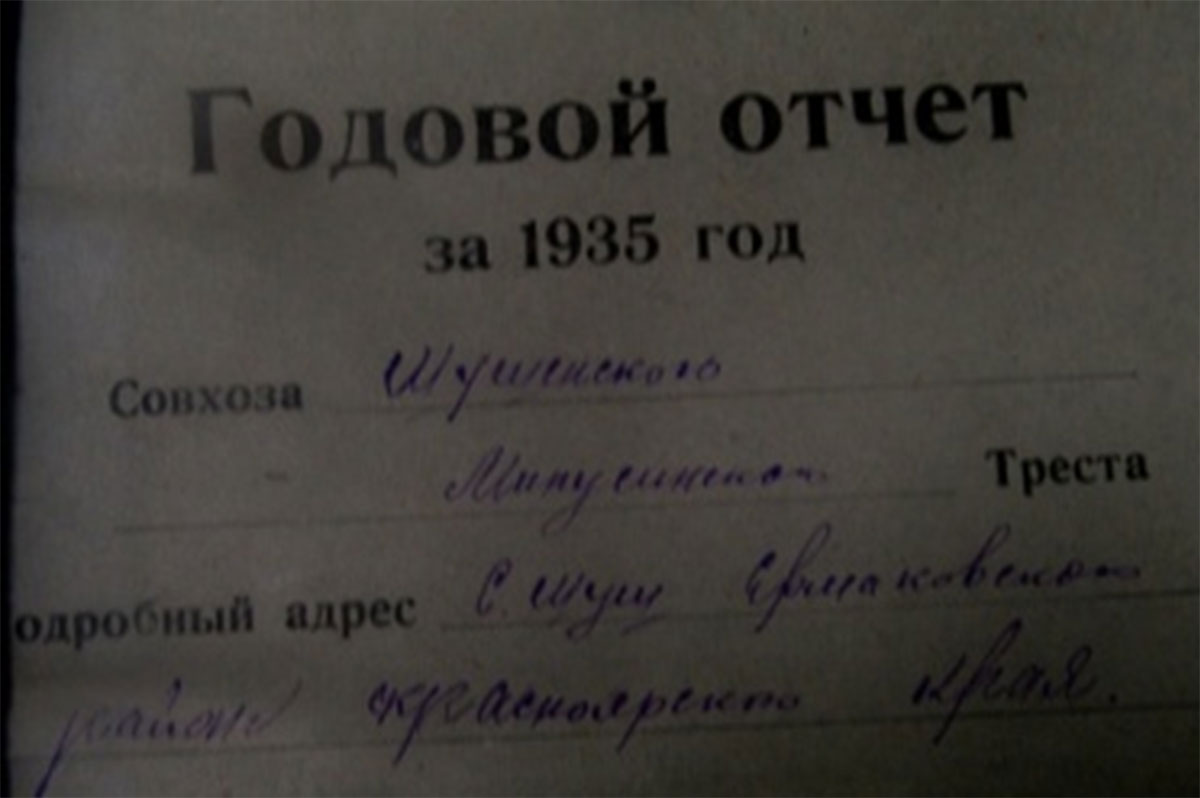 Годовой отчет
за 1935 год
Совхоза Шушенского
Минусинского Треста
одробный адрес с. Шуш Ермаковского
района Красноярского края.